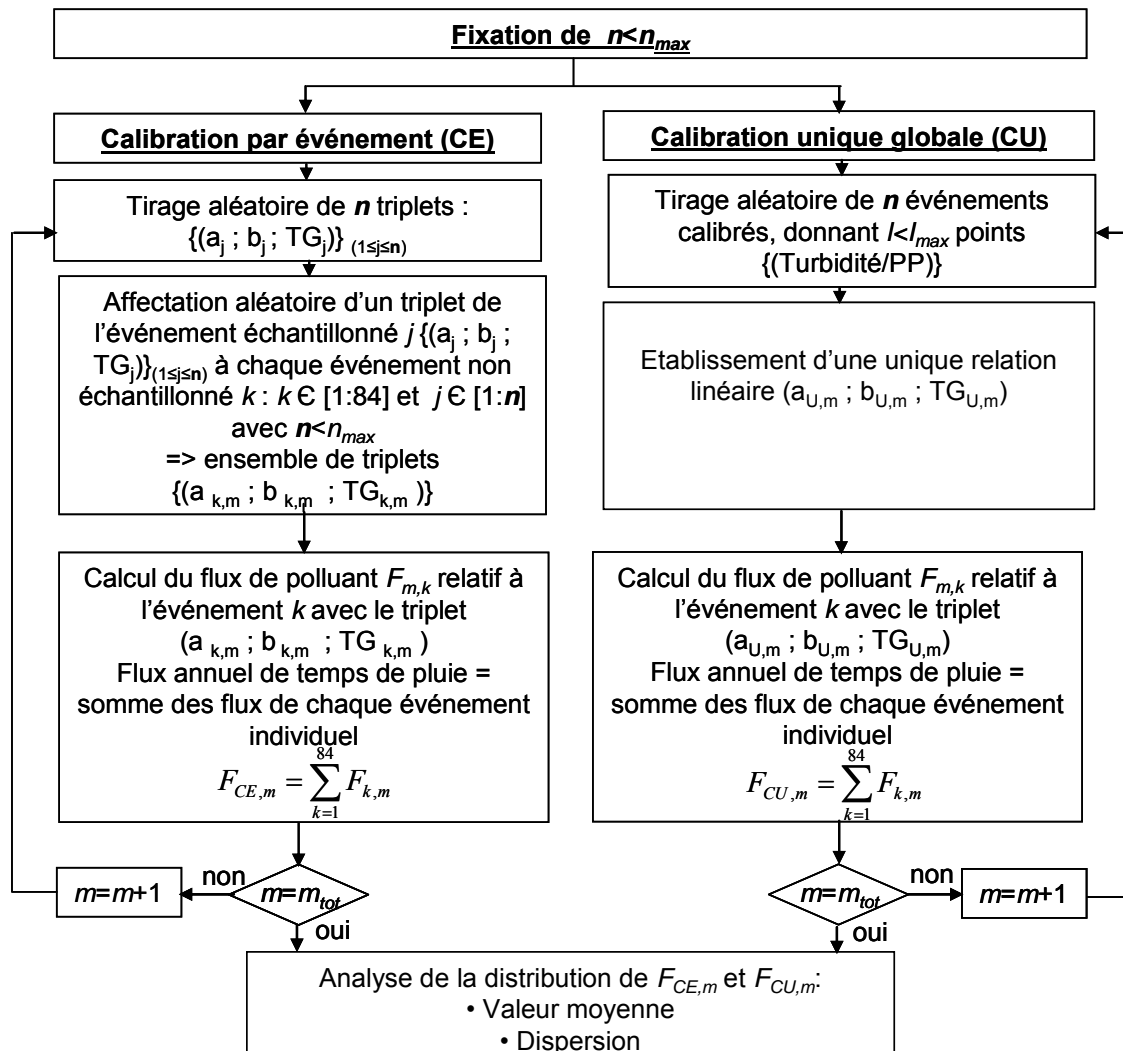 Fixation de n<nmax
Calibration par événement (CE)
Tirage aléatoire de n triplets :
{(aj ; bj ; TGj)} (1≤j≤n)
Affectation aléatoire d'un triplet de
l'événement échantillonné j {(aj ; bj ;
TGj)}(1≤j≤n) à chaque événement non
échantillonné k : k Є [1:84] et j Є [1:n]
avec n<nmax
=> ensemble de triplets
{(a k,m ; b k,m ; TGk,m )}
Calcul du flux de polluant Fm,k relatif à
l'événement k avec le triplet
(a k,m ; b k,m ; TG k,m )
Flux annuel de temps de pluie =
somme des flux de chaque événement
individuel
FCE,m = ∑k=1^84 Fk,m
m=mtot
non
m=m+1
oui
Calibration unique globale (CU)
Tirage aléatoire de n événements
calibrés, donnant l<lmax points
{(Turbidité/PP)}
Etablissement d'une unique relation
linéaire (aU,m ; bU,m ; TGU,m)
Calcul du flux de polluant Fm,k relatif à
l'événement k avec le triplet
(aU,m ; bU,m ; TGU,m)
Flux annuel de temps de pluie =
somme des flux de chaque événement
individuel
FCU,m = ∑k=1^84 Fk,m
m=mtot
non
m=m+1
oui
Analyse de la distribution de FCE,m et FCU,m:
• Valeur moyenne
• Dispersion